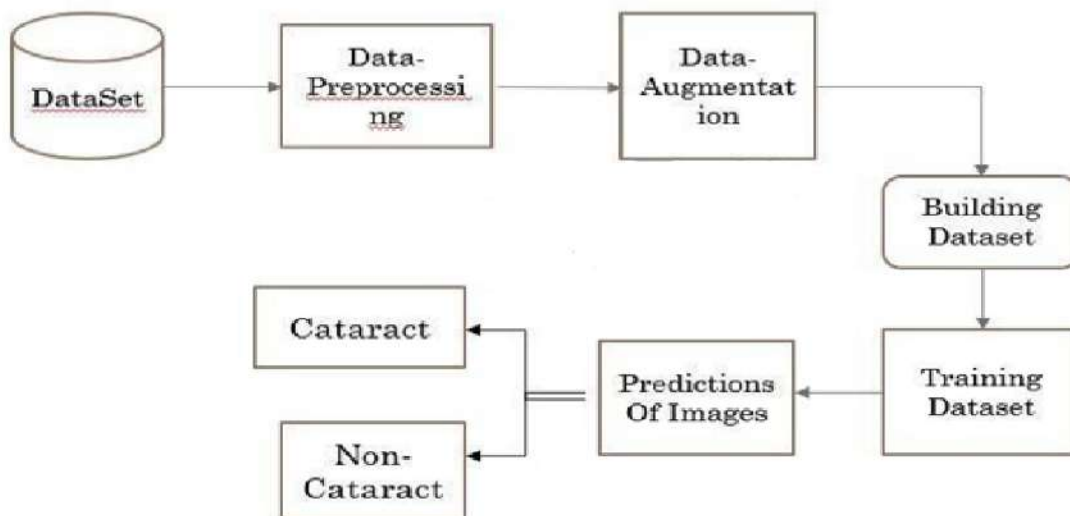 DataSet
Data-
Preprocessi
ng
Data-
Augmentat
ion
Building
Dataset
Training
Dataset
Predictions
Of Images
Cataract
Non-
Cataract